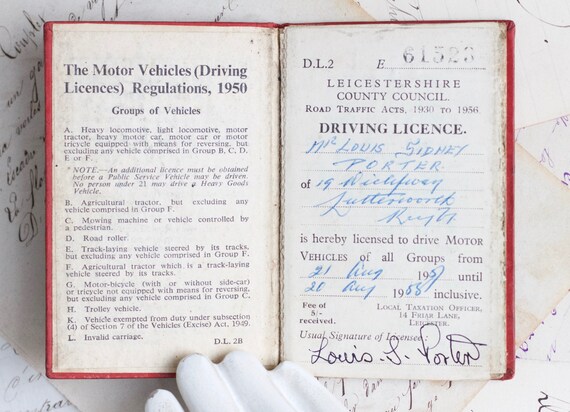 The Motor Vehicles (Driving
Licences) Regulations, 1950
Groups of Vehicles
A. Heavy locomotive, light locomotive, motor
tractor, heavy motor car, motor car or motor
tricycle equipped with means for reversing, but
excluding any vehicle comprised in Group B, C, D,
E or F.
* NOTE.—An additional licence must be obtained
before a Public Service Vehicle may be driven.
No person under 21 may drive a Heavy Goods
Vehicle.
B. Agricultural tractor, but excluding any
vehicle comprised in Group F.
C. Mowing machine or vehicle controlled by
a pedestrian.
D. Road roller.
E. Track-laying vehicle steered by its tracks,
but excluding any vehicle comprised in Group F.
F. Agricultural tractor which is a track-laying
vehicle steered by its tracks.
G. Motor-bicycle (with or without side-car)
or tricycle not equipped with means for reversing,
but excluding any vehicle comprised in Group C.
H. Trolley vehicle.
K. Vehicle exempted from duty under subsection
(4) of Section 7 of the Vehicles (Excise) Act, 1949.
L. Invalid carriage.
D.L. 2B
D.L.2 E 61523
LEICESTERSHIRE
COUNTY COUNCIL.
ROAD TRAFFIC ACTS, 1930 TO 1956
DRIVING LICENCE.
Mr LOUIS SIDNEY
PORTER
of 19 Wiclifway
Lutterworth
Rugby
is hereby licensed to drive MOTOR
VEHICLES of all Groups from
21 Aug 1957 until
20 Aug 1958 inclusive.
Fee of
5/-
received.
LOCAL TAXATION OFFICER,
14 FRIAR LANE,
LEICESTER.
Usual Signature of Licensee:
Louis S. Porter